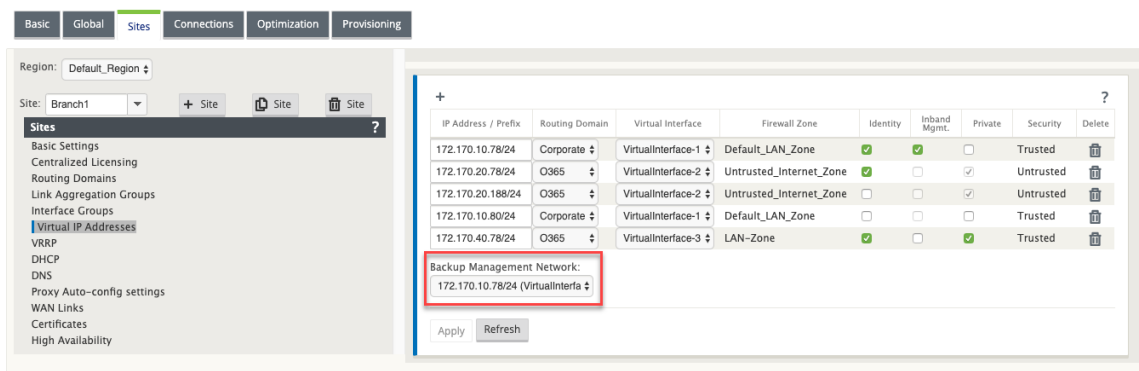 Basic Global Sites Connections Optimization Provisioning
Region: Default_Region
Site: Branch1 + Site Site Site
Sites ?
Basic Settings
Centralized Licensing
Routing Domains
Link Aggregation Groups
Interface Groups
Virtual IP Addresses
VRRP
DHCP
DNS
Proxy Auto-config settings
WAN Links
Certificates
High Availability
+ ?
IP Address / Prefix Routing Domain Virtual Interface Firewall Zone Identity Inband Mgmt. Private Security Delete
172.170.10.78/24 Corporate VirtualInterface-1 Default_LAN_Zone Trusted
172.170.20.78/24 O365 VirtualInterface-2 Untrusted_Internet_Zone Untrusted
172.170.20.188/24 O365 VirtualInterface-2 Untrusted_Internet_Zone Untrusted
172.170.10.80/24 Corporate VirtualInterface-1 Default_LAN_Zone Trusted
172.170.40.78/24 O365 VirtualInterface-3 LAN-Zone Trusted
Backup Management Network:
172.170.10.78/24 (VirtualInterfa
Apply Refresh